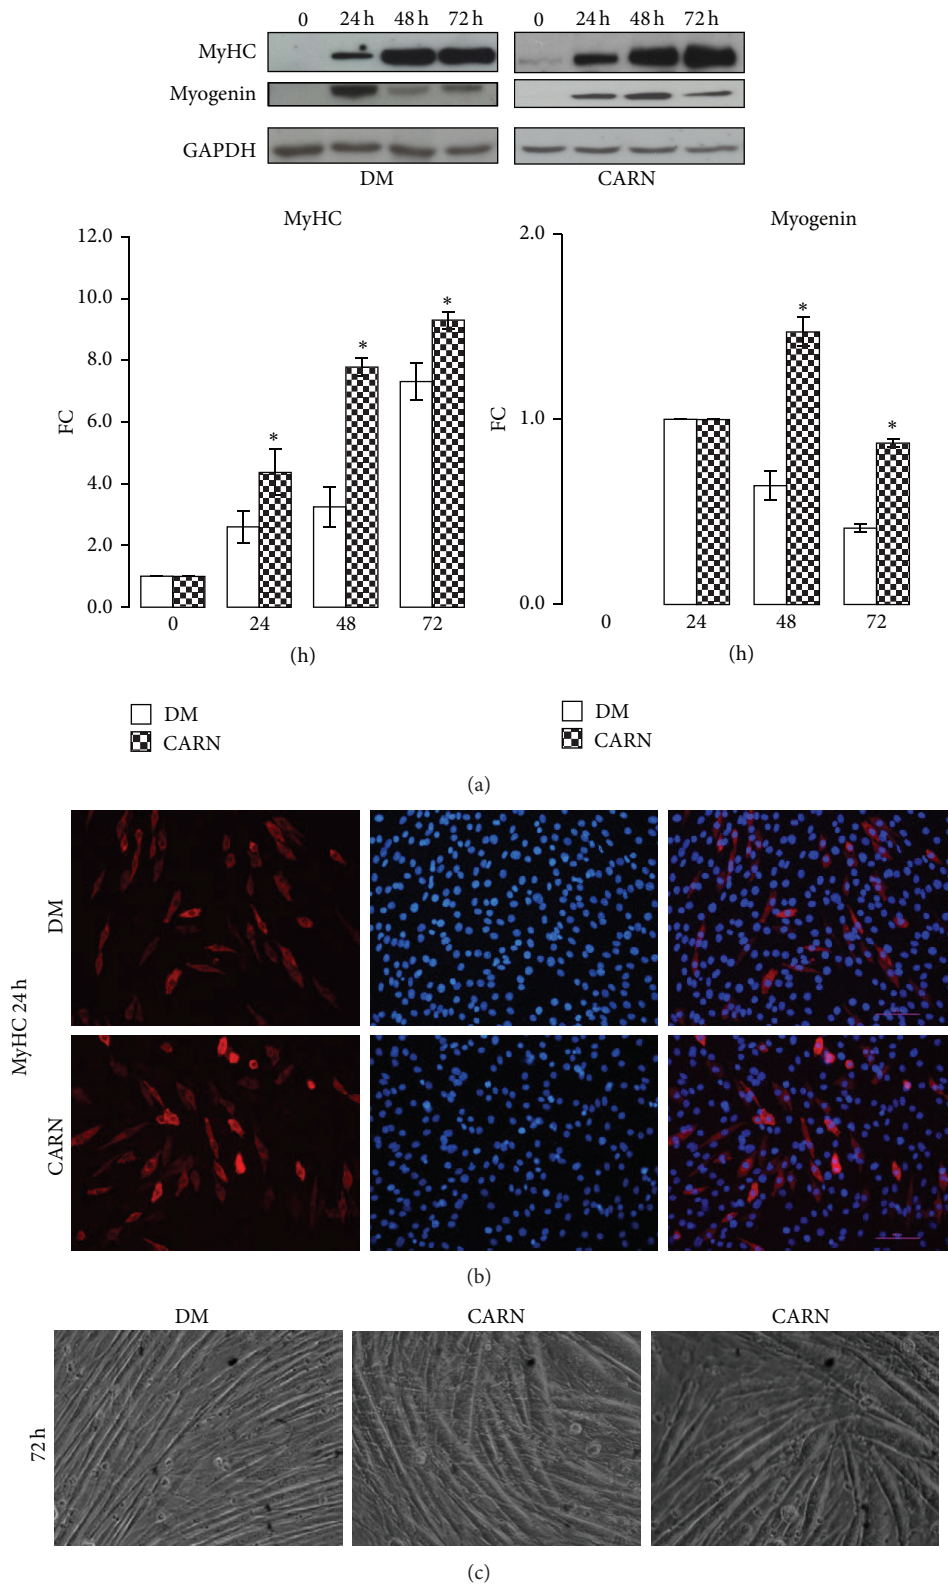 0 24 h 48 h 72 h 0 24 h 48 h 72 h
MyHC
Myogenin
GAPDH
DM CARN
MyHC
12.0
10.0
8.0
6.0
4.0
2.0
0.0
FC
* * *
0 24 48 72
(h)
DM
CARN
Myogenin
2.0
1.0
0.0
FC
* *
0 24 48 72
(h)
DM
CARN
(a)
MyHC 24 h
DM
CARN
(b)
DM CARN CARN
72 h
(c)